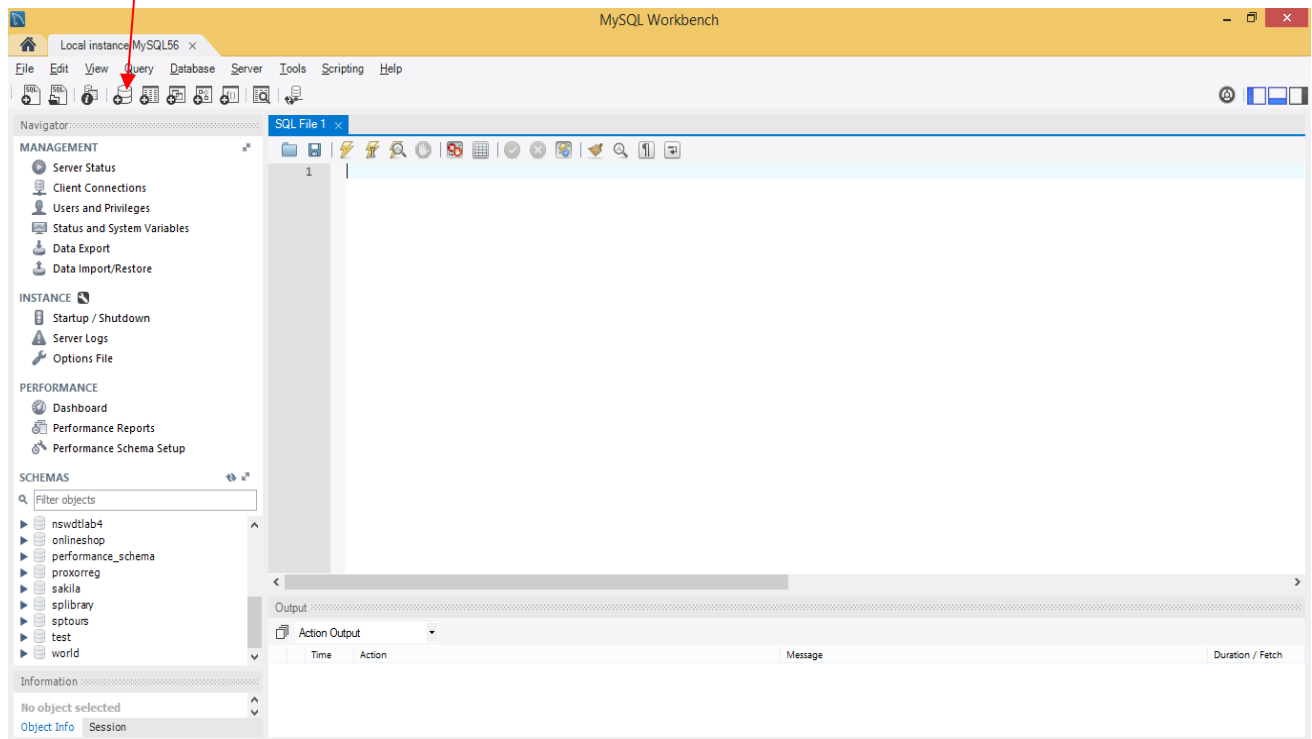 MySQL Workbench
Local instance MySQL56
File Edit View Query Database Server Tools Scripting Help
Navigator
SQL File 1
MANAGEMENT
1
Server Status
Client Connections
Users and Privileges
Status and System Variables
Data Export
Data Import/Restore
INSTANCE
Startup / Shutdown
Server Logs
Options File
PERFORMANCE
Dashboard
Performance Reports
Performance Schema Setup
SCHEMAS
Filter objects
nswdtlab4
onlineshop
performance_schema
proxorreg
sakila
splibrary
sptours
test
world
Output
Action Output
Time Action Message Duration / Fetch
Information
No object selected
Object Info Session